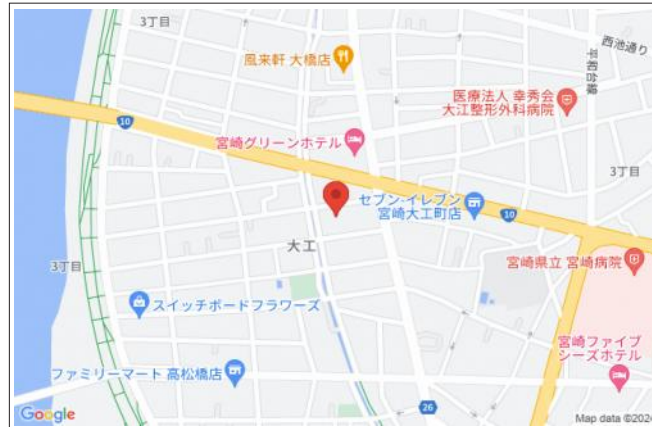 3丁目
西池通り
風来軒 大橋店
平和台線
医療法人 幸秀会
大江整形外科病院
10
宮崎グリーンホテル
3丁目
セブン-イレブン
宮崎大工町店
10
大工
3丁目
宮崎県立 宮崎病院
スイッチボードフラワーズ
宮崎ファイブ
シーズホテル
ファミリーマート 高松橋店
26
Google
Map data ©2024